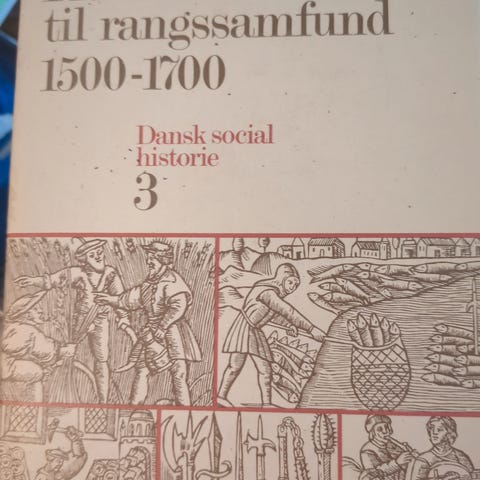 til rangssamfund
1500-1700
Dansk social
historie
3